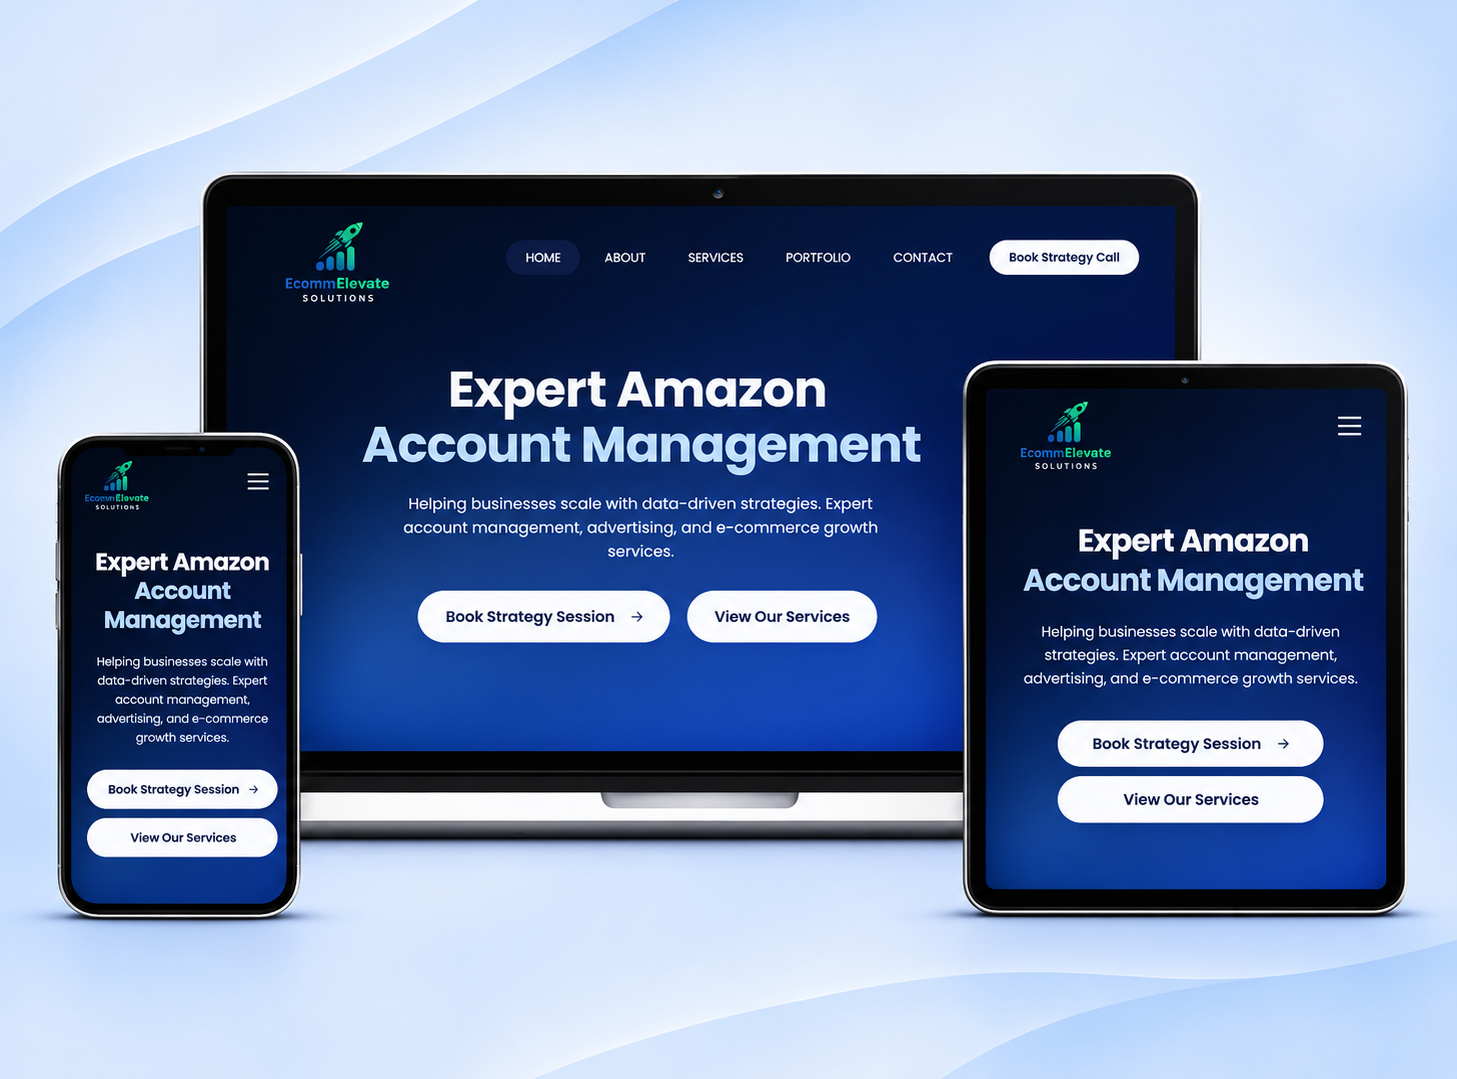 EcommElevate
SOLUTIONS
HOME
ABOUT
SERVICES
PORTFOLIO
CONTACT
Book Strategy Call
Expert Amazon
Account Management
Helping businesses scale with data-driven strategies. Expert
account management, advertising, and e-commerce growth
services.
Book Strategy Session →
View Our Services
EcommElevate
SOLUTIONS
Expert Amazon
Account
Management
Helping businesses scale with
data-driven strategies. Expert
account management,
advertising, and e-commerce
growth services.
Book Strategy Session →
View Our Services
EcommElevate
SOLUTIONS
Expert Amazon
Account Management
Helping businesses scale with data-driven
strategies. Expert account management,
advertising, and e-commerce growth services.
Book Strategy Session →
View Our Services